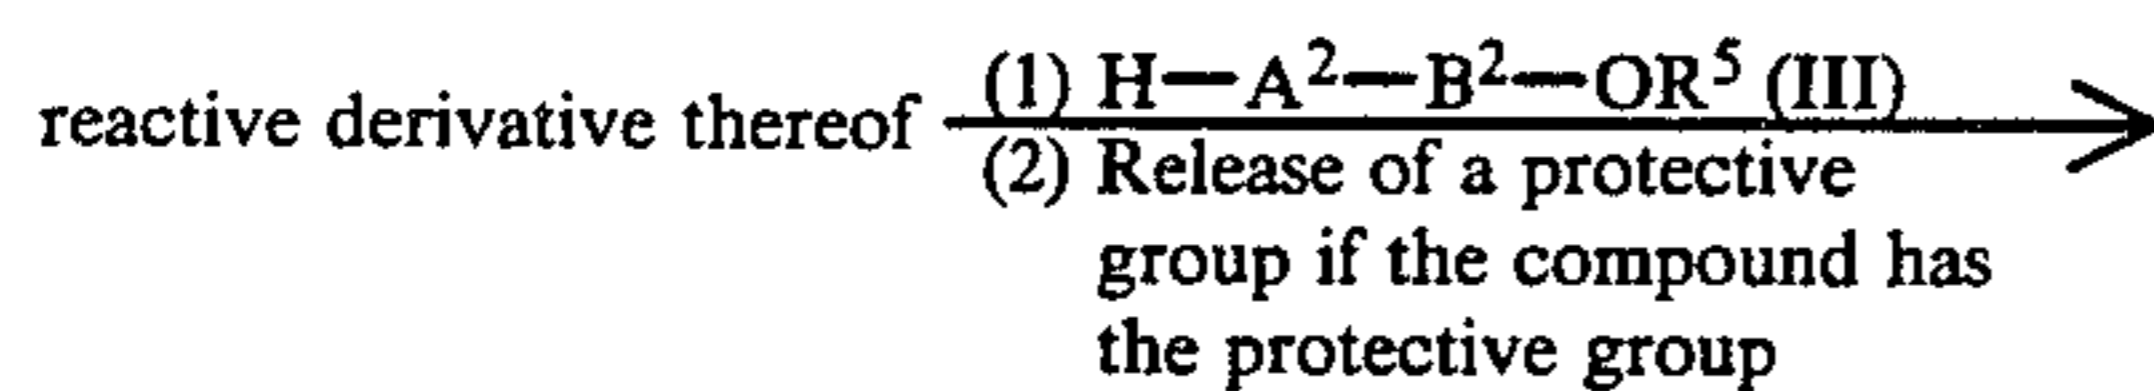 (1) H—A²—B²—OR⁵ (III)
reactive derivative thereof
(2) Release of a protective
group if the compound has
the protective group